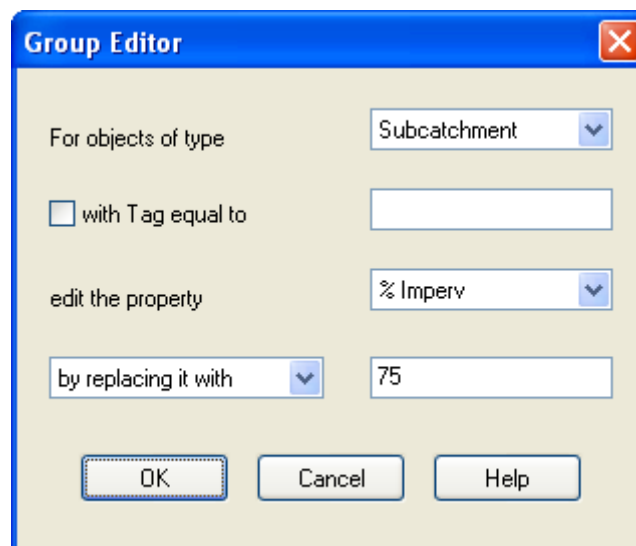 Group Editor
For objects of type Subcatchment
with Tag equal to
edit the property % Imperv
by replacing it with 75
OK Cancel Help